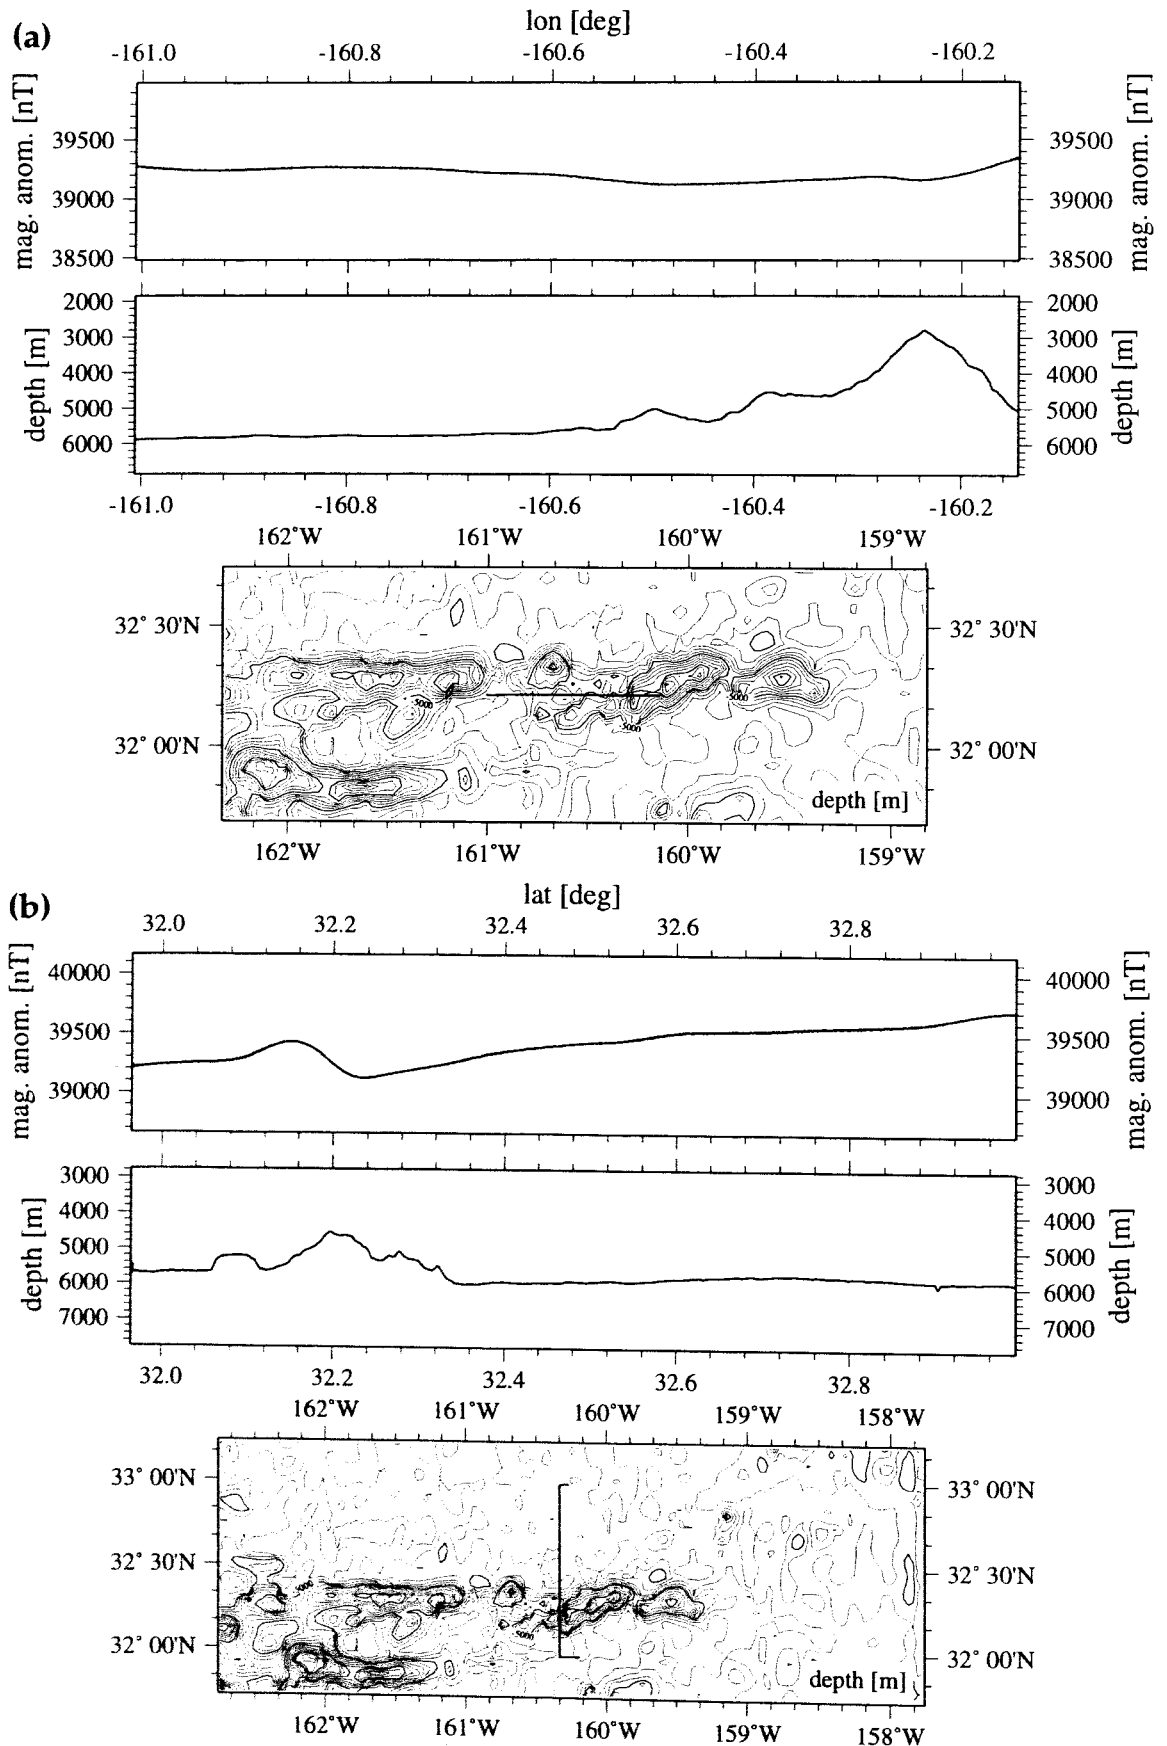 (a)
lon [deg]
-161.0 -160.8 -160.6 -160.4 -160.2
mag. anom. [nT]
39500 39500
39000 39000
38500 38500
mag. anom. [nT]
depth [m]
2000 2000
3000 3000
4000 4000
5000 5000
6000 6000
depth [m]
-161.0 -160.8 -160.6 -160.4 -160.2
162°W 161°W 160°W 159°W
32° 30'N 32° 30'N
5000 5000 5000
32° 00'N 32° 00'N
depth [m]
162°W 161°W 160°W 159°W
(b)
lat [deg]
32.0 32.2 32.4 32.6 32.8
mag. anom. [nT]
40000 40000
39500 39500
39000 39000
mag. anom. [nT]
depth [m]
3000 3000
4000 4000
5000 5000
6000 6000
7000 7000
depth [m]
32.0 32.2 32.4 32.6 32.8
162°W 161°W 160°W 159°W 158°W
33° 00'N 33° 00'N
32° 30'N 32° 30'N
5000
5000
32° 00'N 32° 00'N
depth [m]
162°W 161°W 160°W 159°W 158°W